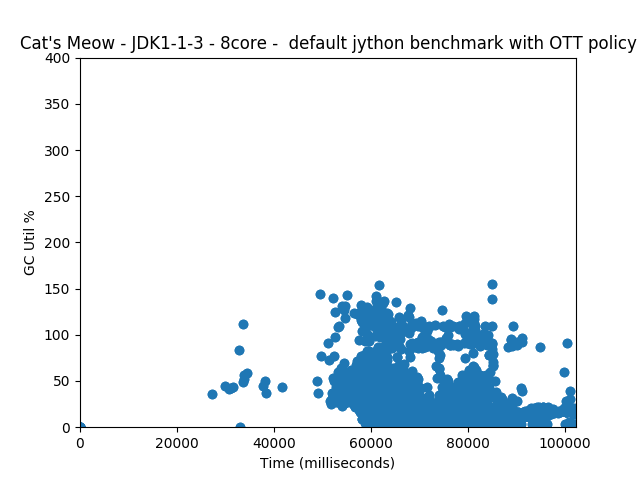 Cat's Meow - JDK1-1-3 - 8core -  default jython benchmark with OTT policy
400
350
300
250
200
150
100
50
0
GC Util %
0 20000 40000 60000 80000 100000
Time (milliseconds)